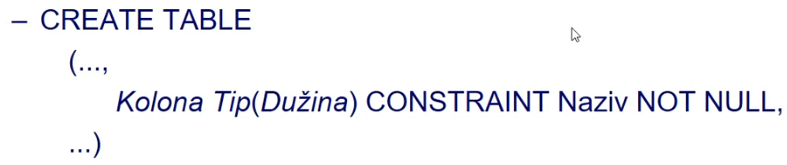 – CREATE TABLE
(...,
Kolona Tip(Dužina) CONSTRAINT Naziv NOT NULL,
...)